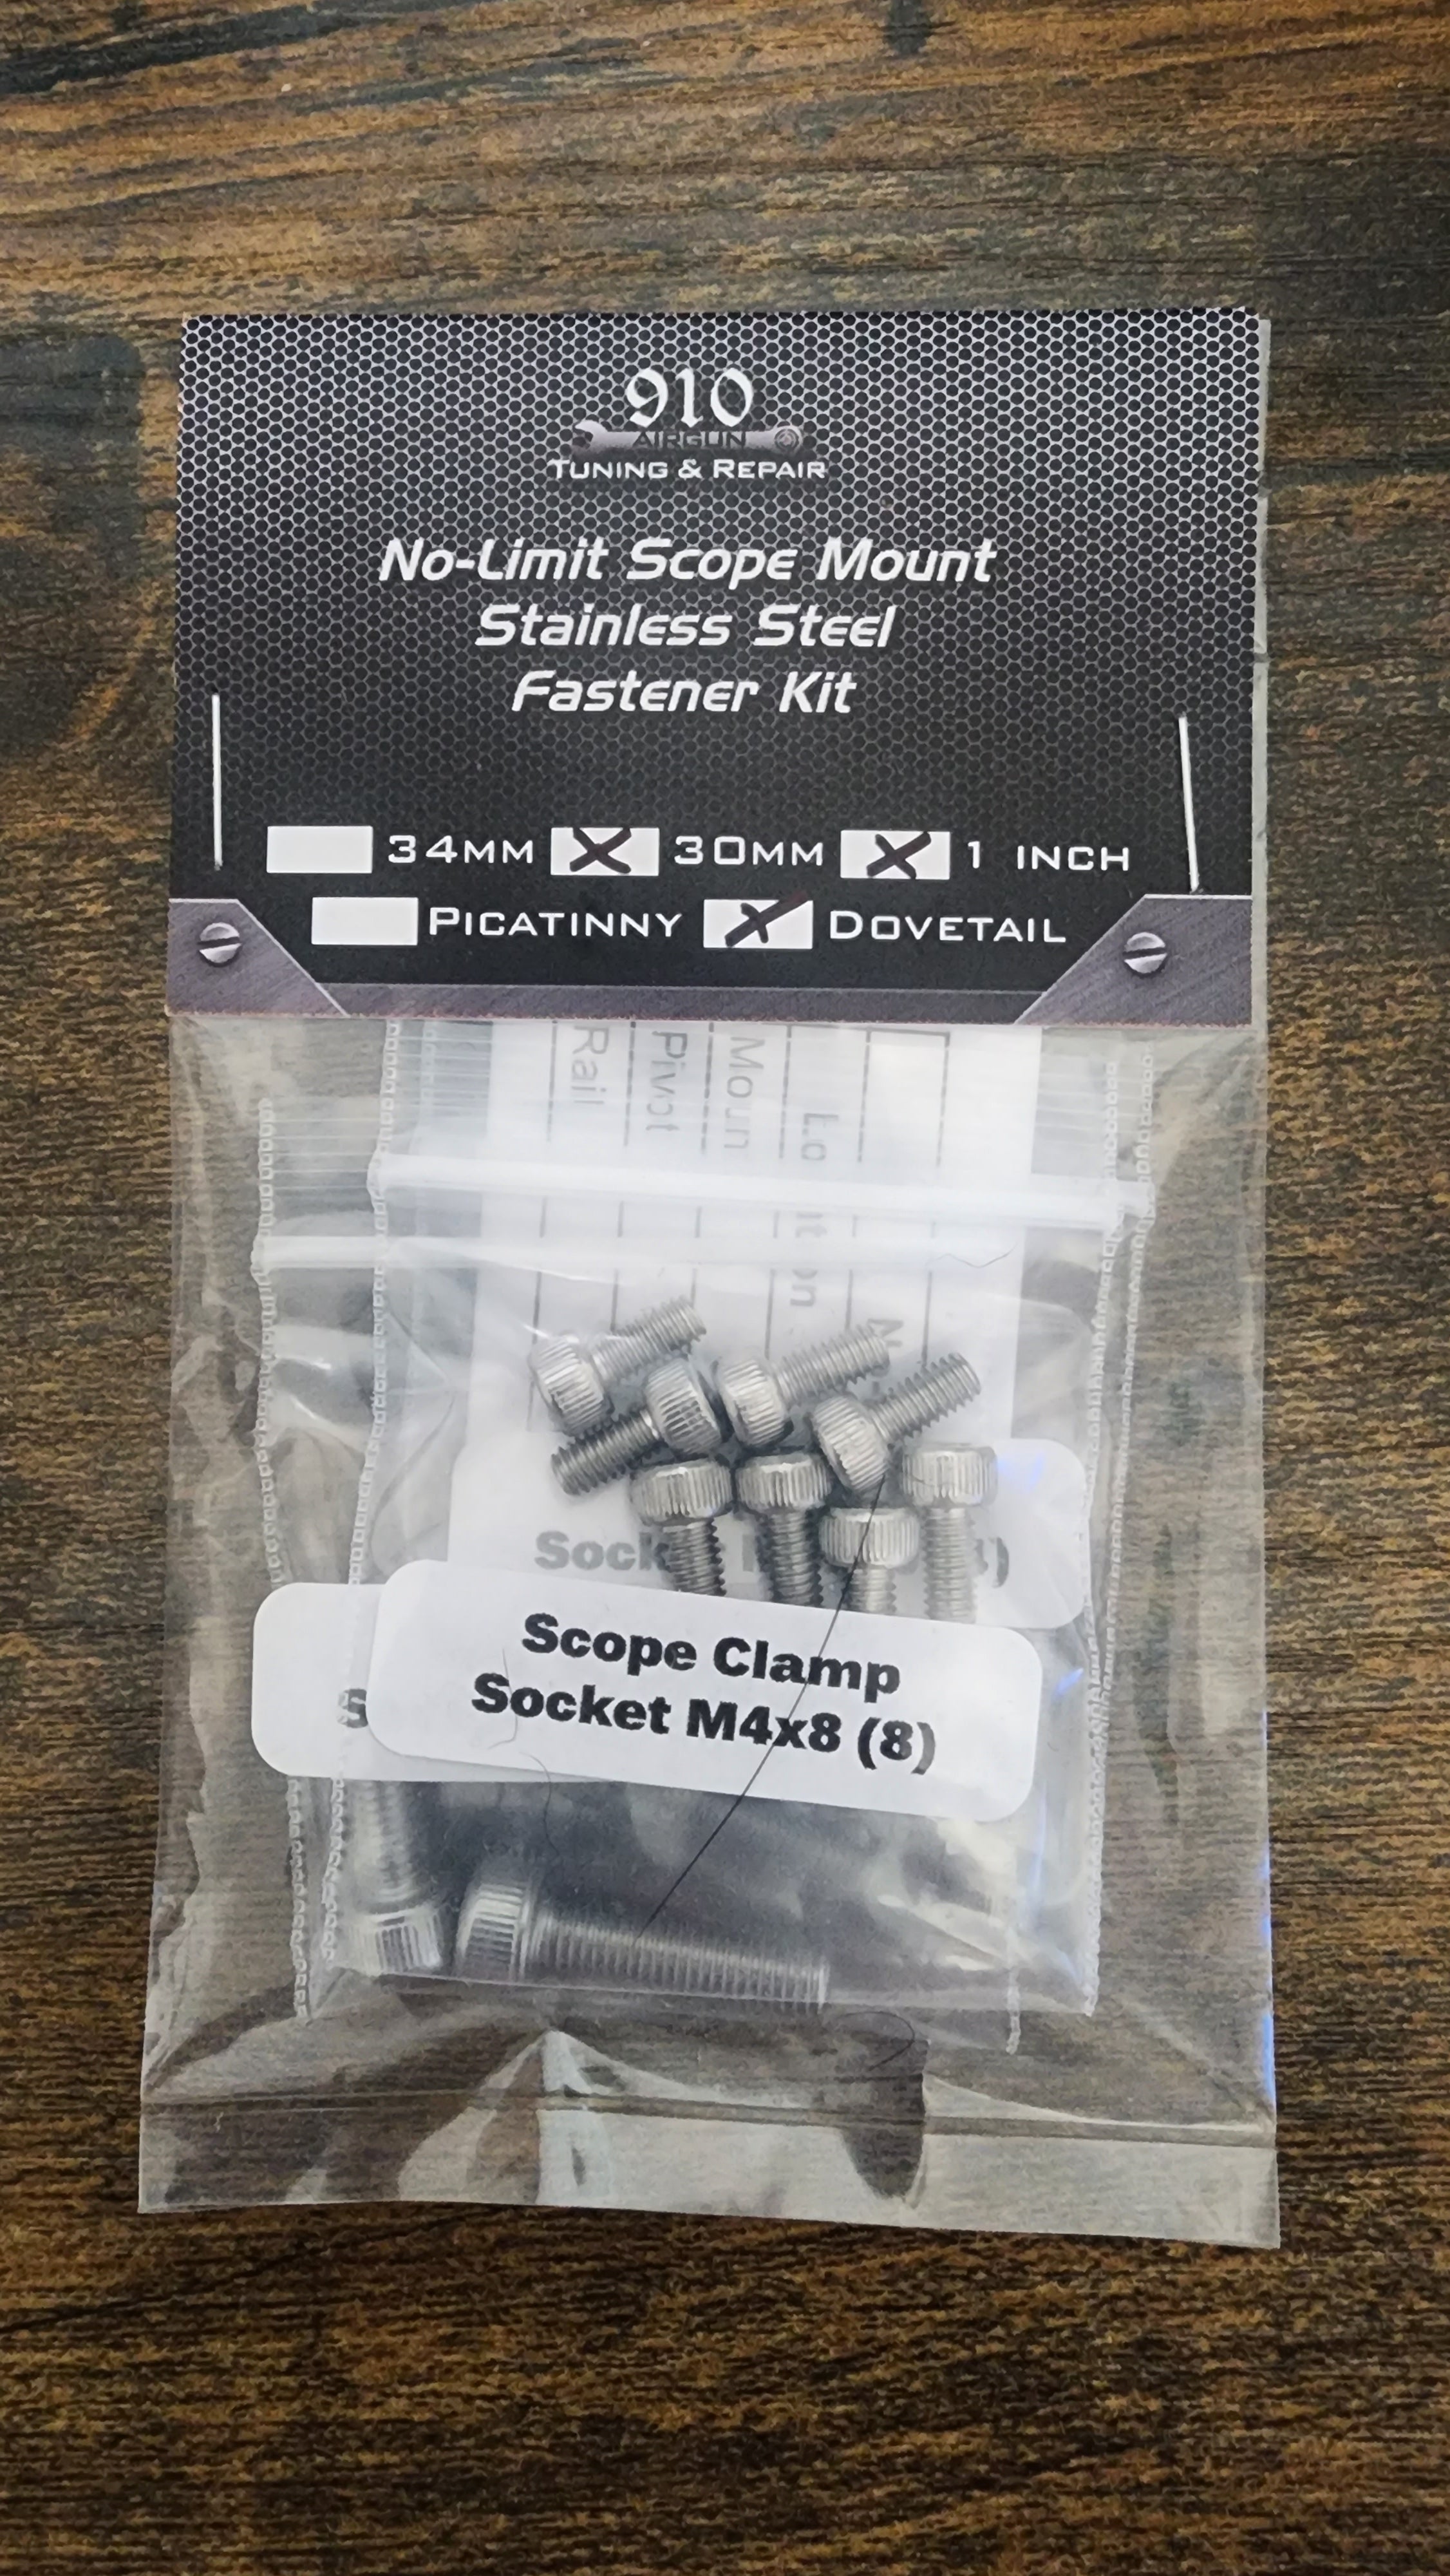 910
AIRGUN
TUNING & REPAIR
No-Limit Scope Mount
Stainless Steel
Fastener Kit
34MM 30MM 1 INCH
PICATINNY DOVETAIL
Rail
Pivot
Scope Clamp
Socket M4x8 (8)